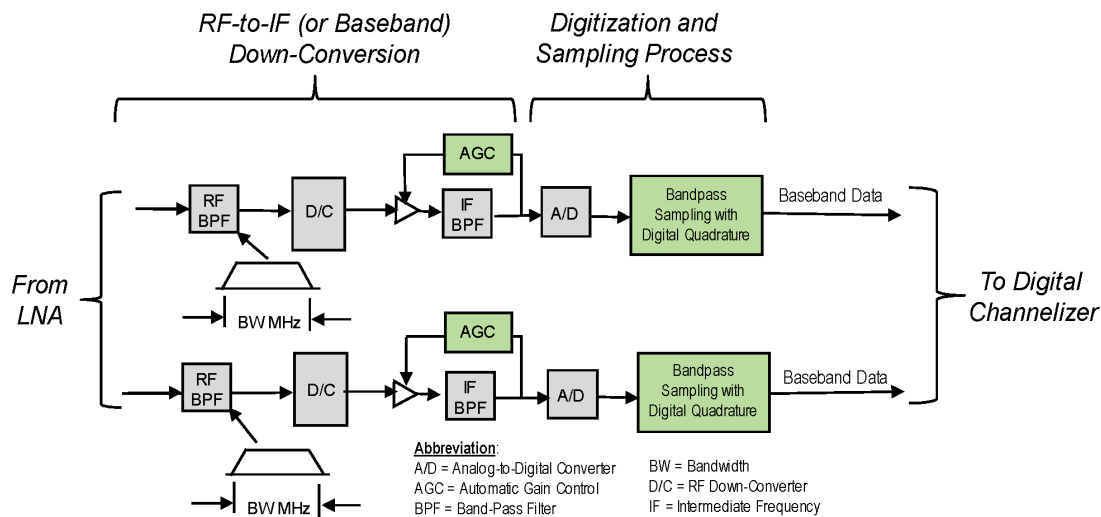 RF-to-IF (or Baseband)
Down-Conversion
Digitization and
Sampling Process
AGC
RF
BPF
D/C
IF
BPF
A/D
Bandpass
Sampling with
Digital Quadrature
Baseband Data
From
LNA
BW MHz
To Digital
Channelizer
AGC
RF
BPF
D/C
IF
BPF
A/D
Bandpass
Sampling with
Digital Quadrature
Baseband Data
BW MHz
Abbreviation:
A/D = Analog-to-Digital Converter
AGC = Automatic Gain Control
BPF = Band-Pass Filter
BW = Bandwidth
D/C = RF Down-Converter
IF = Intermediate Frequency